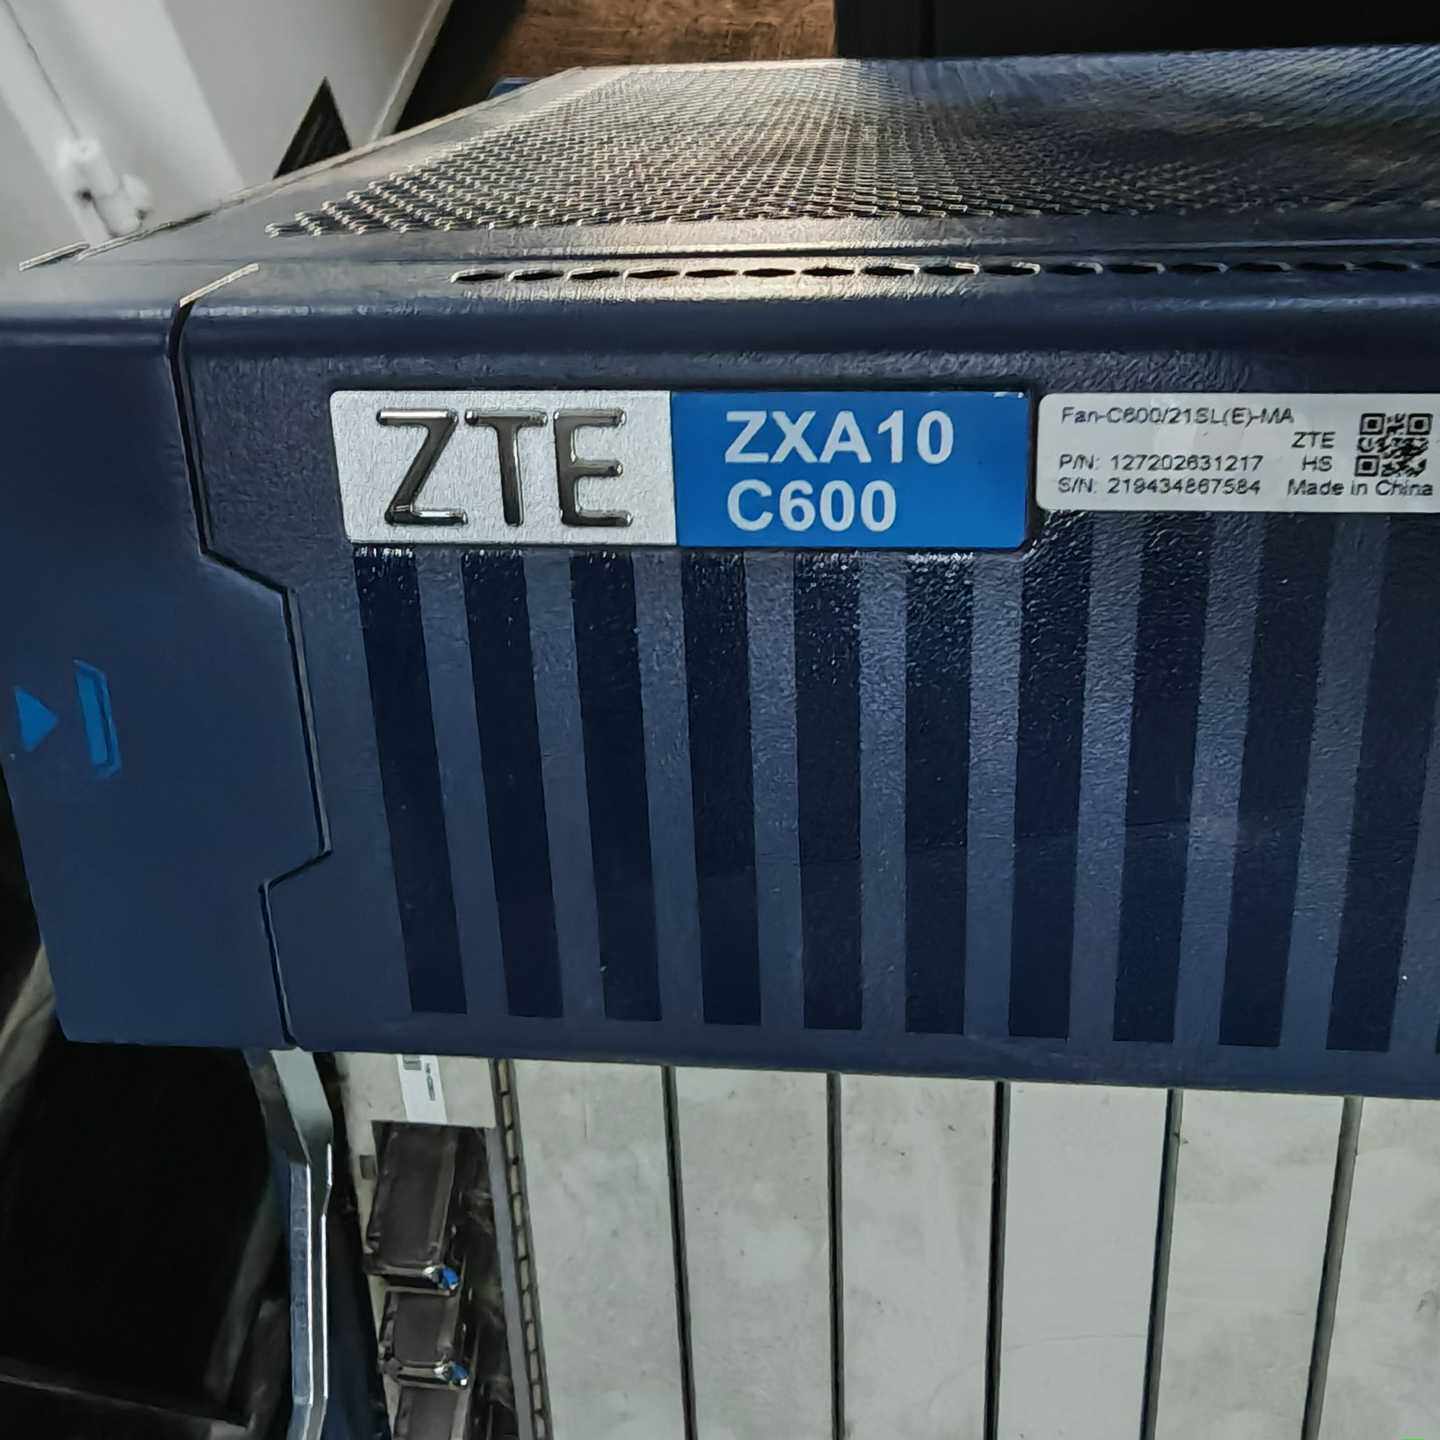 ZTE
ZXA10
C600
Fan-C600/21SL(E)-MA
ZTE
P/N: 127202631217 HS
S/N: 219434867584 Made in China